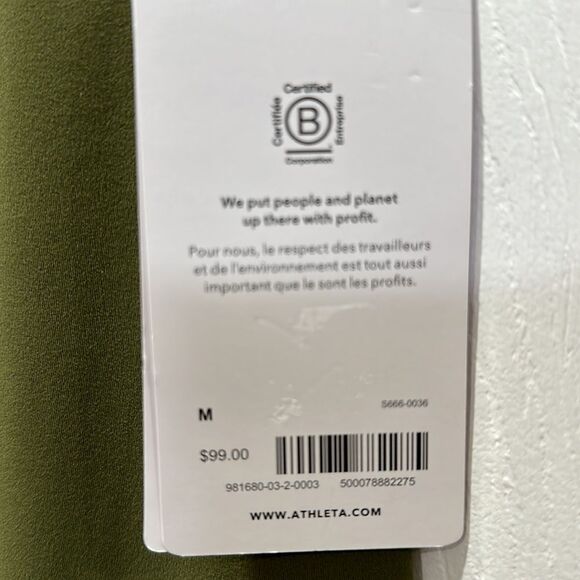 Certified
Certifiée
B
Entreprise
Corporation
We put people and planet
up there with profit.
Pour nous, le respect des travailleurs
et de l'environnement est tout aussi
important que le sont les profits.
S666-0036
M
$99.00
981680-03-2-0003 500078882275
WWW.ATHLETA.COM